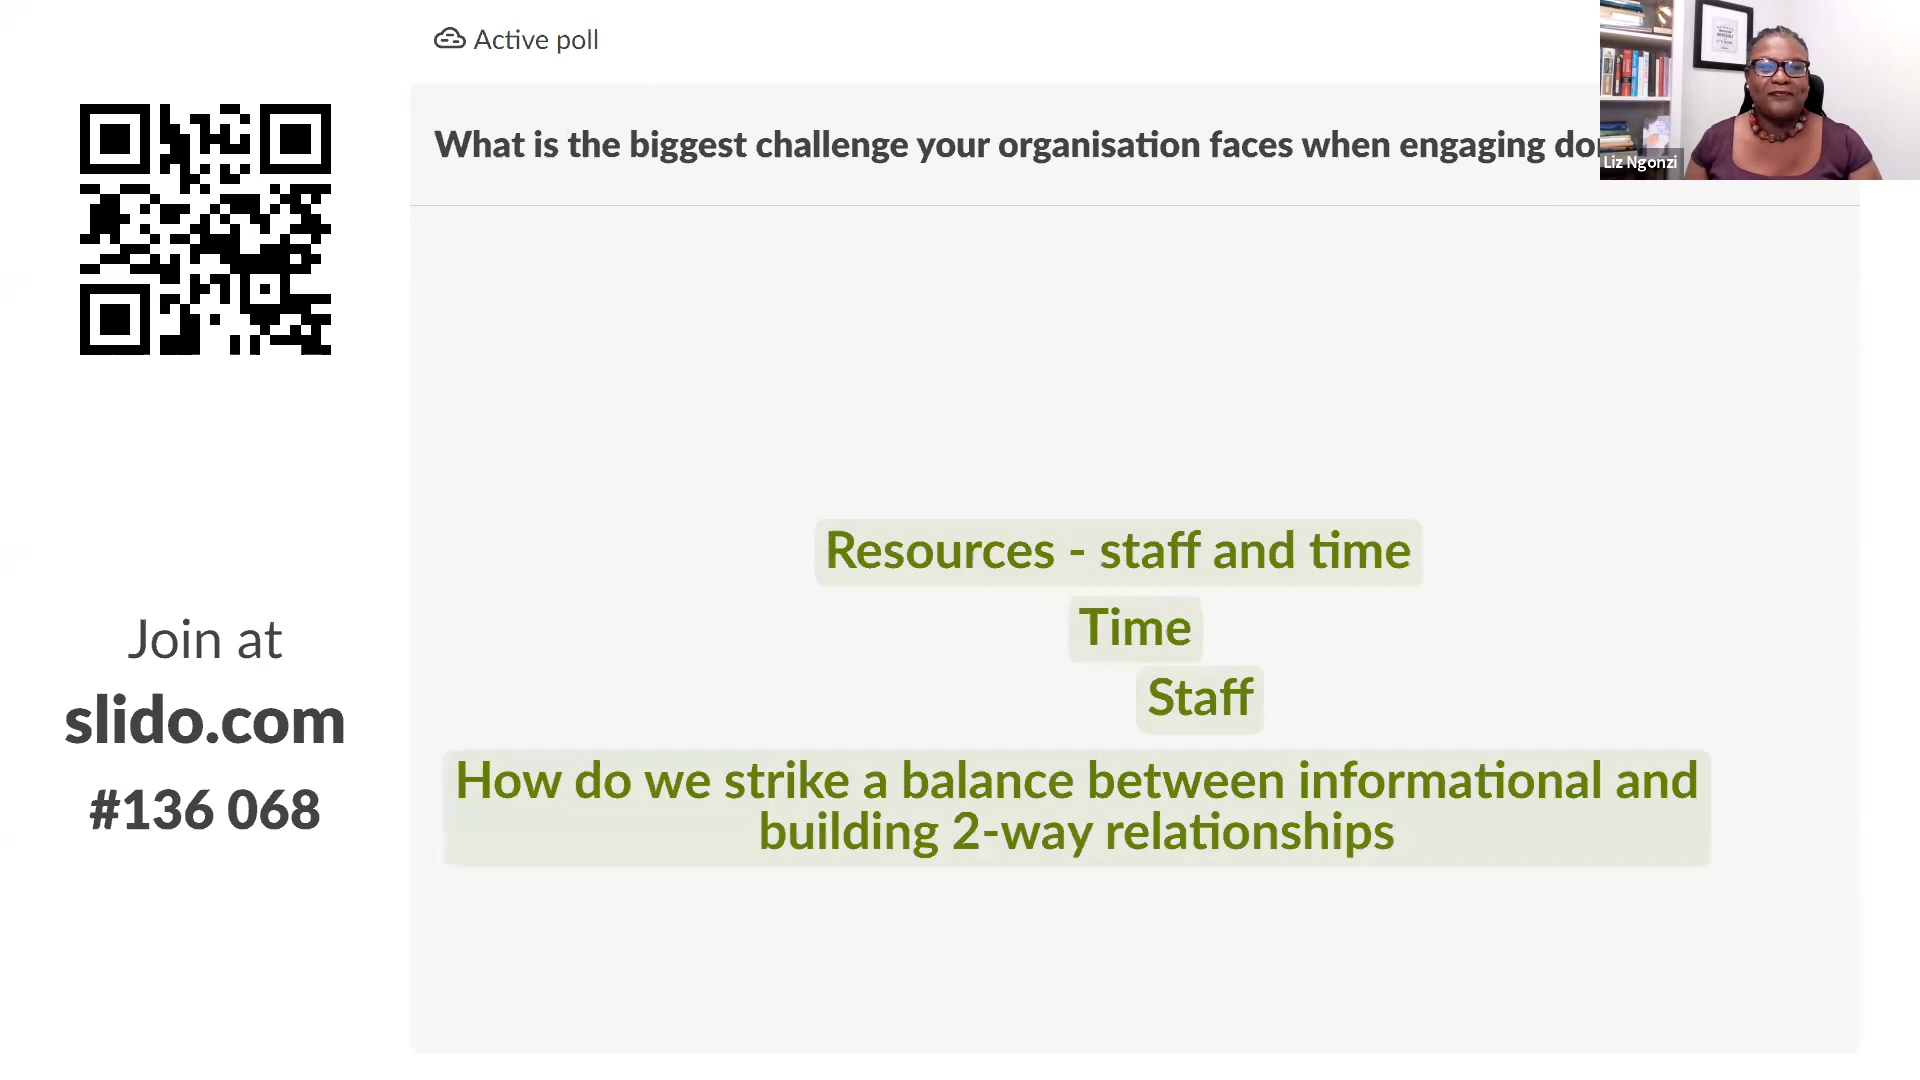 Active poll
What is the biggest challenge your organisation faces when engaging do
Liz Ngonzi
Resources - staff and time
Time
Staff
How do we strike a balance between informational and
building 2-way relationships
Join at
slido.com
#136 068